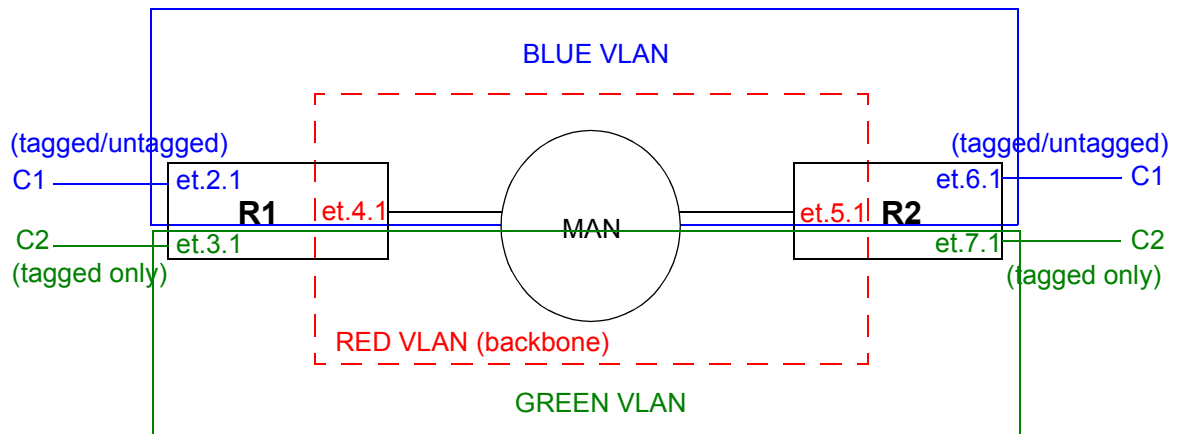 BLUE VLAN
(tagged/untagged)
(tagged/untagged)
C1
et.2.1
et.6.1
C1
R1
et.4.1
MAN
et.5.1
R2
C2
et.3.1
et.7.1
C2
(tagged only)
(tagged only)
RED VLAN (backbone)
GREEN VLAN